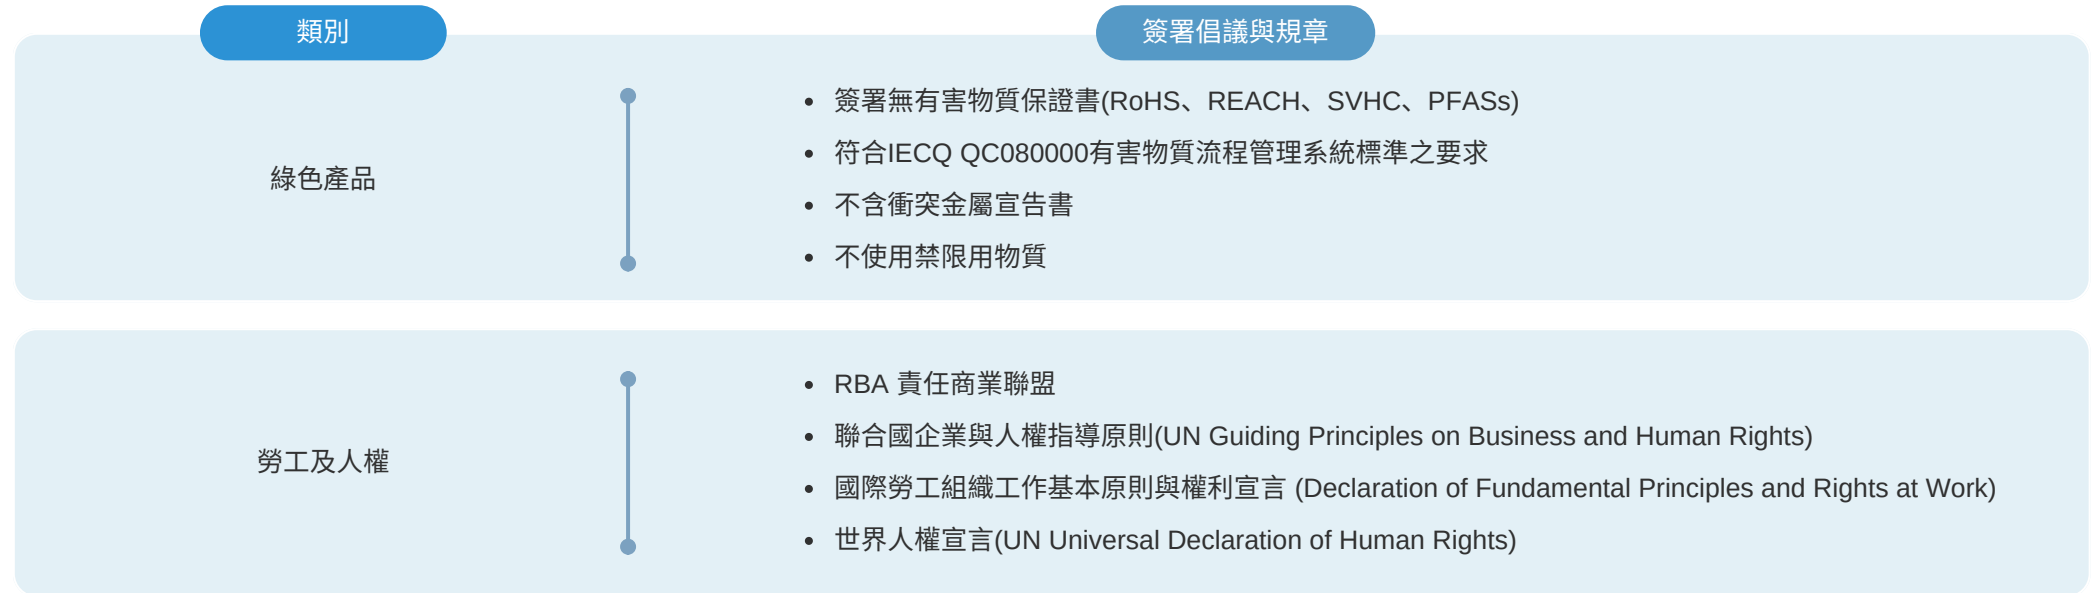 類別
簽署倡議與規章
綠色產品
• 簽署無有害物質保證書(RoHS、REACH、SVHC、PFASs)
• 符合IECQ QC080000有害物質流程管理系統標準之要求
• 不含衝突金屬宣告書
• 不使用禁限用物質
勞工及人權
• RBA 責任商業聯盟
• 聯合國企業與人權指導原則(UN Guiding Principles on Business and Human Rights)
• 國際勞工組織工作基本原則與權利宣言 (Declaration of Fundamental Principles and Rights at Work)
• 世界人權宣言(UN Universal Declaration of Human Rights)